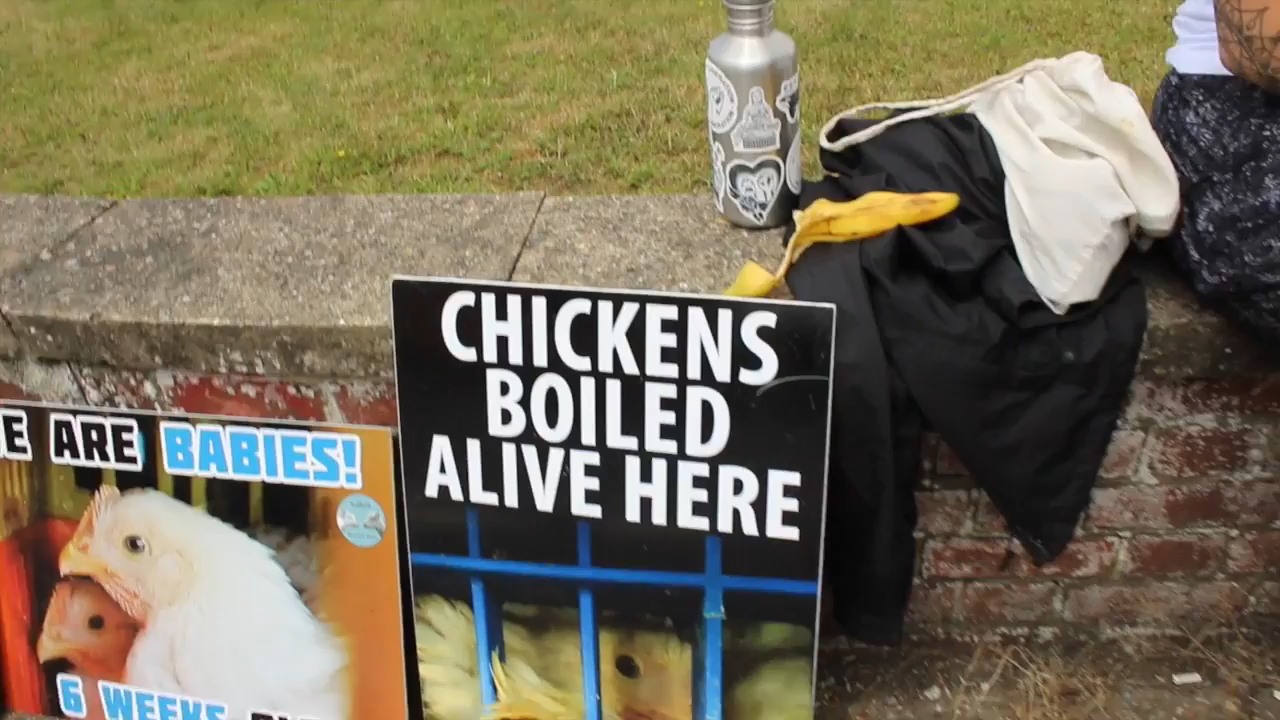 E ARE BABIES!
6 WEEKS
CHICKENS
BOILED
ALIVE HERE